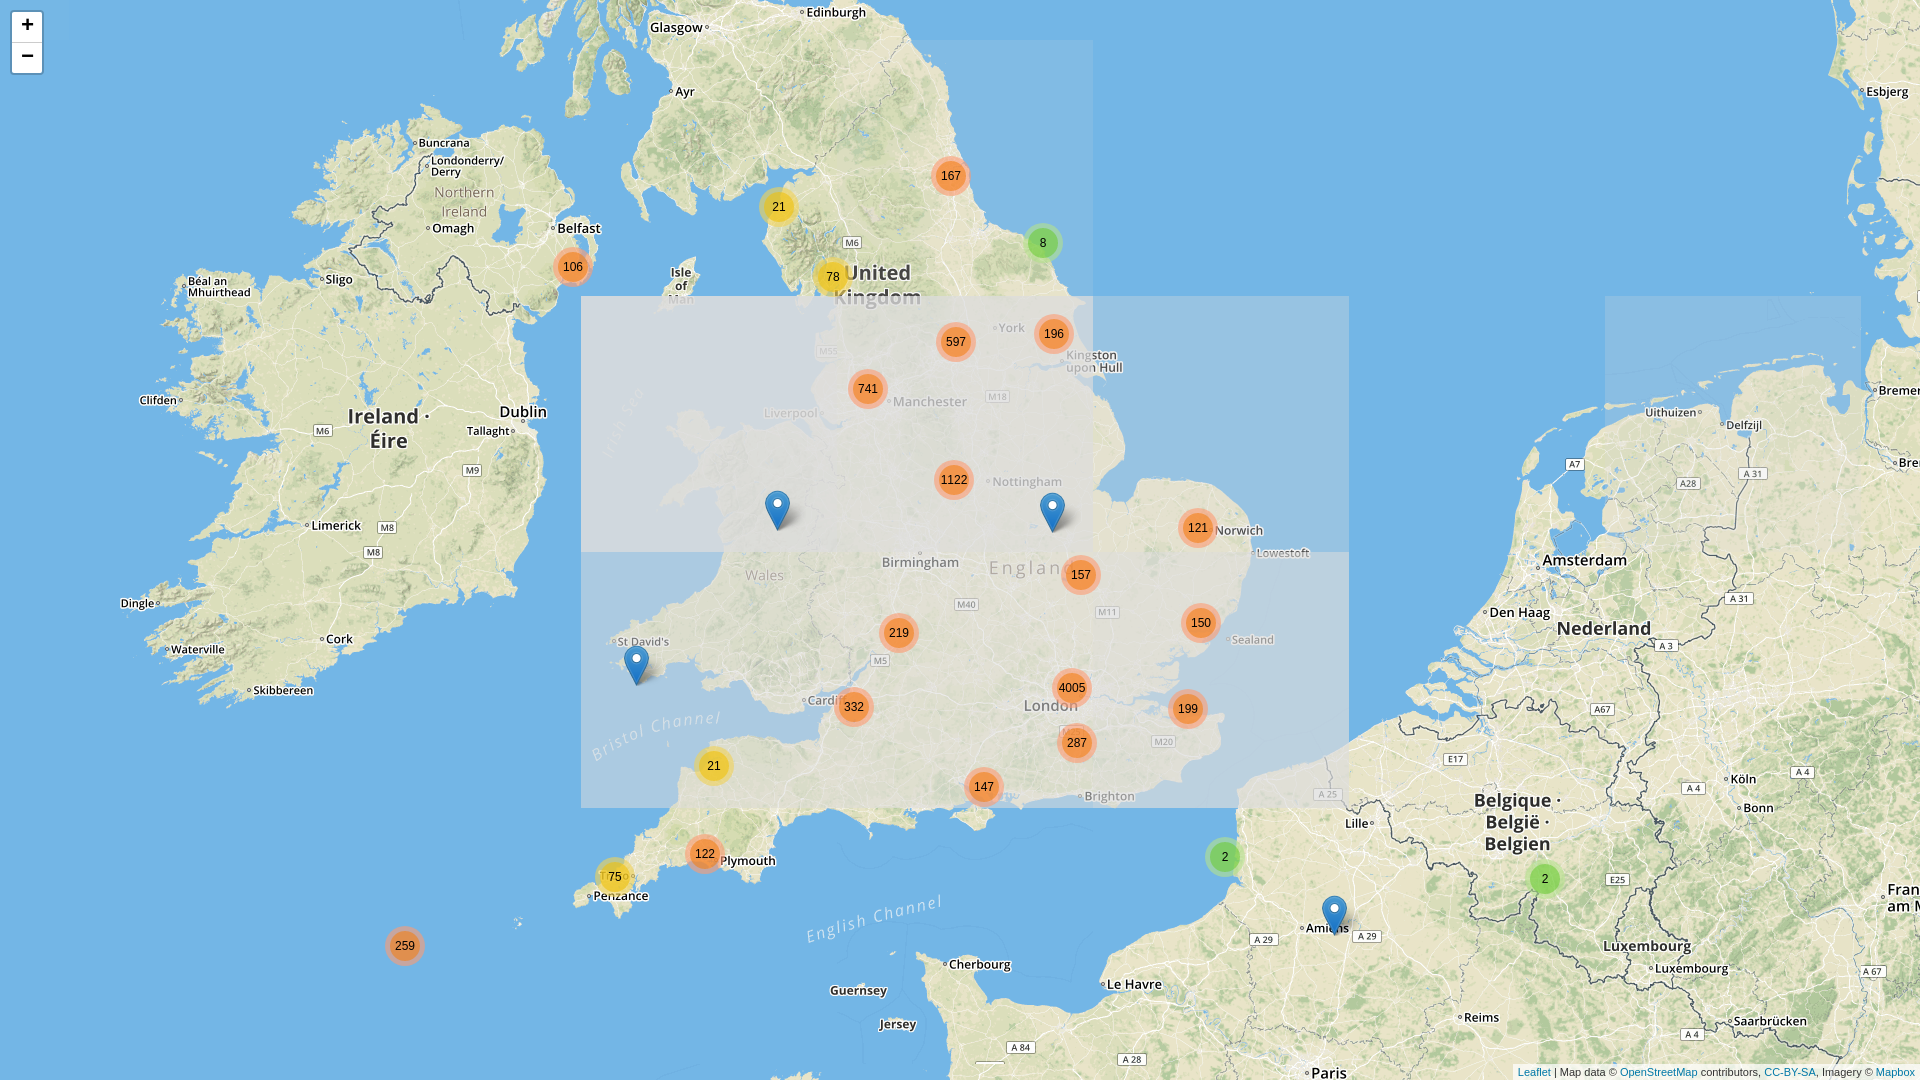 +
−
Edinburgh
Glasgow
Ayr
Esbjerg
Buncrana
Londonderry/
Derry
Northern
Ireland
Omagh
Belfast
167
21
M6
8
106
78
United
Kingdom
Isle
of
Man
Sligo
Béal an
Mhuirthead
York
196
597
Kingston
upon Hull
M55
741
Manchester
M18
Liverpool
Clifden
Ireland ·
Éire
Dublin
Tallaght
M6
M9
Uithuizen
Delfzijl
Bremer
Bre
A7
A 31
A28
1122
Nottingham
121
Norwich
Lowestoft
Limerick
M8
M8
Birmingham
England
157
Wales
Amsterdam
Dingle
M40
M11
Den Haag
A 31
Nederland
219
150
Sealand
A 3
Cork
Waterville
St David's
M5
Skibbereen
4005
Cardiff
332
London
199
A67
Bristol Channel
287
M20
E17
21
147
Brighton
A 25
Köln
A 4
A 4
Bonn
Belgique ·
België ·
Belgien
Lille
122
Plymouth
2
2
E25
75
Penzance
English Channel
Amiens
A 29
A 29
Fran
am M
259
Luxembourg
Luxembourg
A 67
Cherbourg
Le Havre
Guernsey
Jersey
Reims
Saarbrücken
A 4
A 84
A 28
Paris
Leaflet | Map data © OpenStreetMap contributors, CC-BY-SA, Imagery © Mapbox